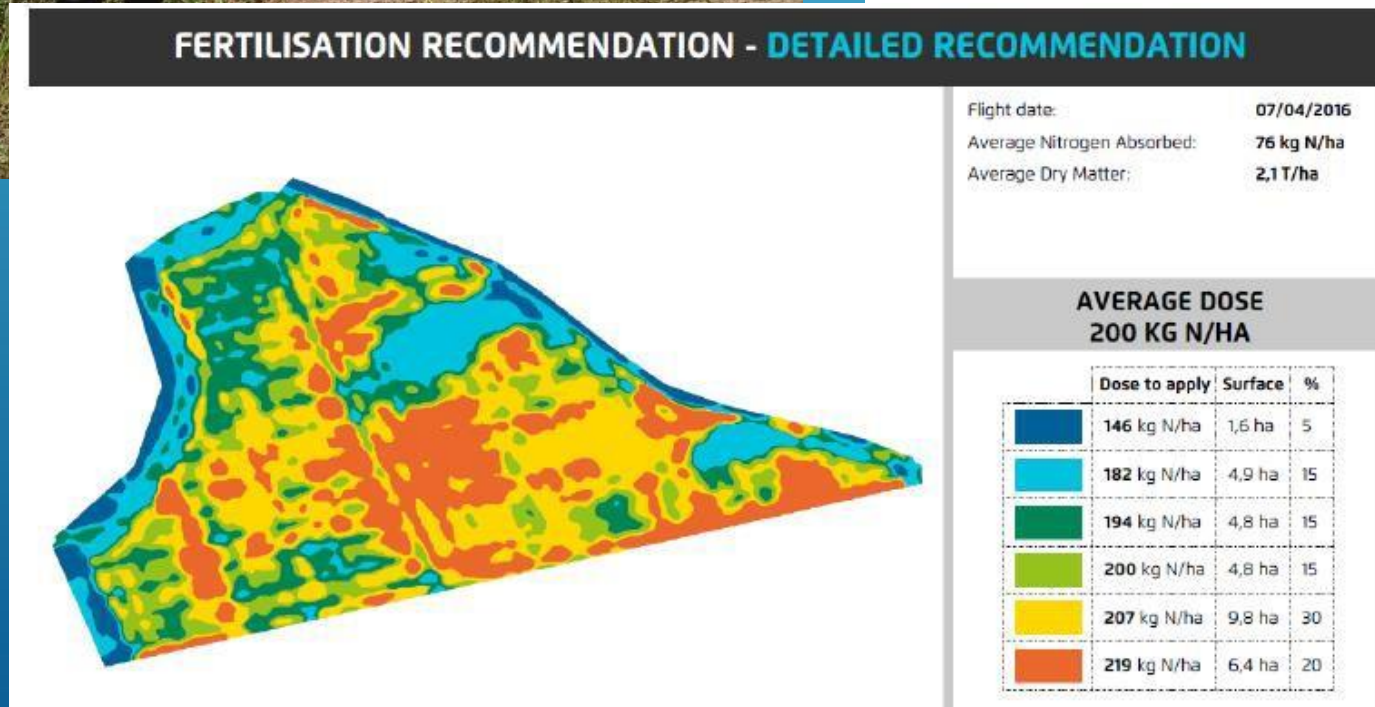 FERTILISATION RECOMMENDATION - DETAILED RECOMMENDATION
Flight date: 07/04/2016
Average Nitrogen Absorbed: 76 kg N/ha
Average Dry Matter: 2,1 T/ha
AVERAGE DOSE
200 KG N/HA
Dose to apply Surface %
146 kg N/ha 1,6 ha 5
182 kg N/ha 4,9 ha 15
194 kg N/ha 4,8 ha 15
200 kg N/ha 4,8 ha 15
207 kg N/ha 9,8 ha 30
219 kg N/ha 6,4 ha 20